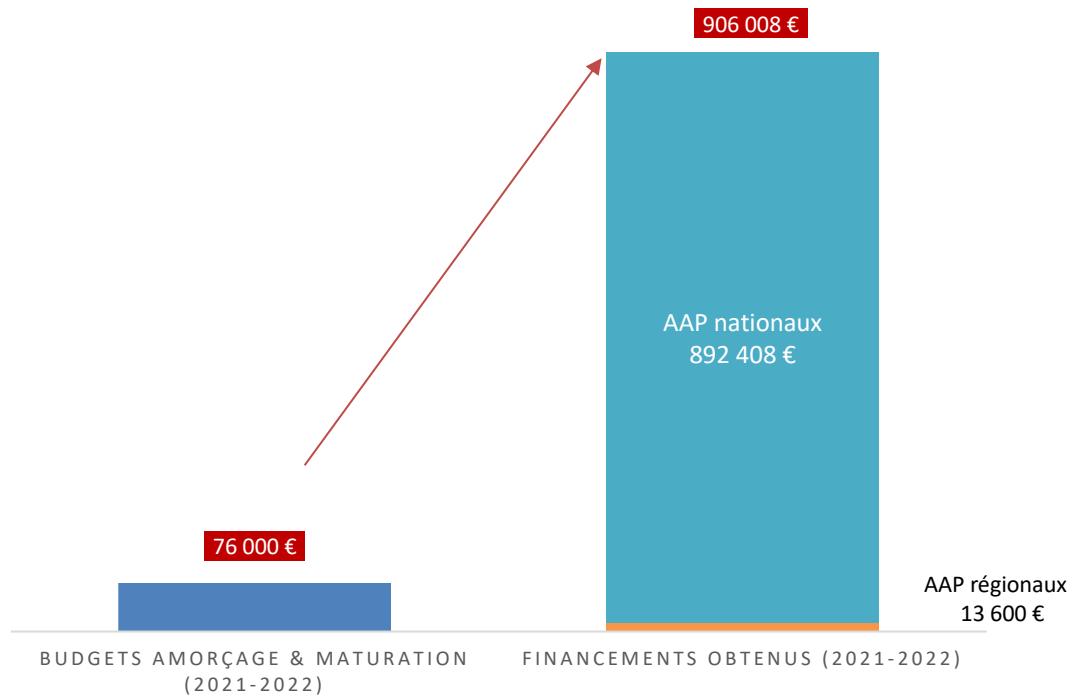 906 008 €
AAP nationaux
892 408 €
76 000 €
AAP régionaux
13 600 €
BUDGETS AMORÇAGE & MATURATION
(2021-2022)
FINANCEMENTS OBTENUS (2021-2022)